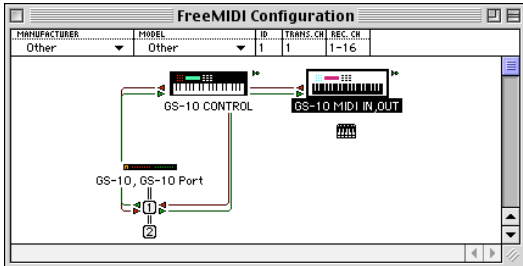 FreeMIDI Configuration
MANUFACTURER MODEL ID TRANS. CH REC. CH
Other Other 1 1 1-16
GS-10 CONTROL
GS-10 MIDI IN,OUT
GS-10, GS-10 Port
1
2